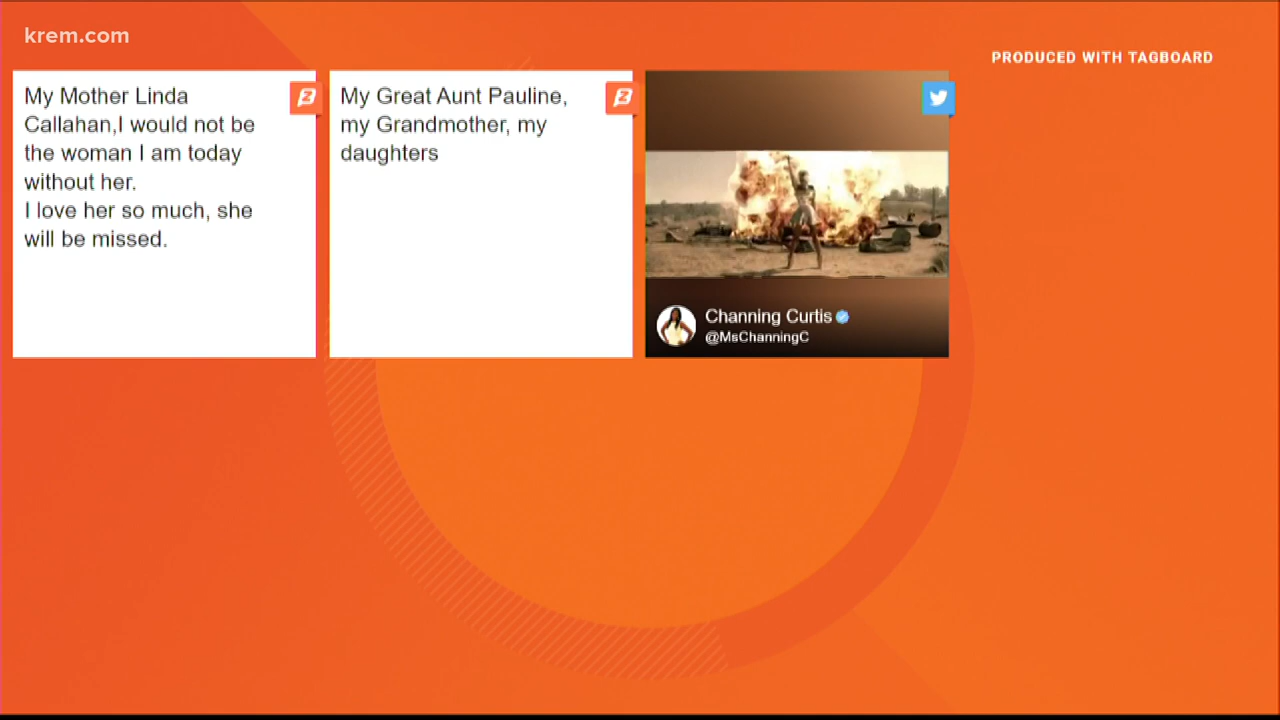 krem.com
PRODUCED WITH TAGBOARD
My Mother Linda
Callahan,I would not be
the woman I am today
without her.
I love her so much, she
will be missed.
My Great Aunt Pauline,
my Grandmother, my
daughters
Channing Curtis
@MsChanningC